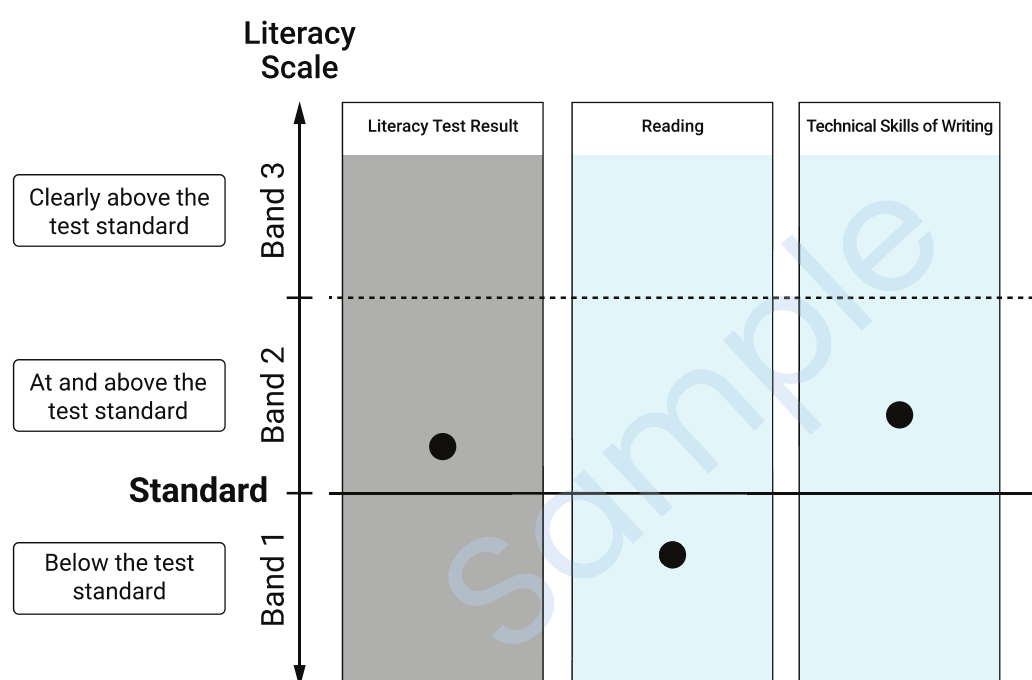 Literacy
Scale
Literacy Test Result
Reading
Technical Skills of Writing
Clearly above the
test standard
Band 3
At and above the
test standard
Band 2
Standard
Below the test
standard
Band 1
Sample